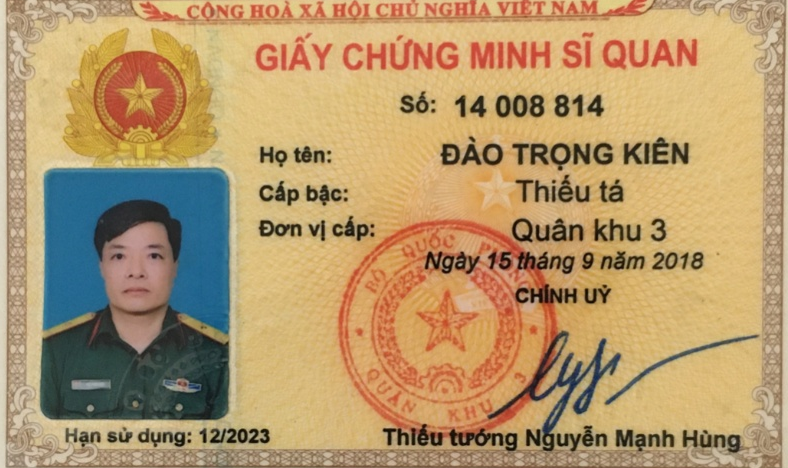 CỘNG HOÀ XÃ HỘI CHỦ NGHĨA VIỆT NAM
GIẤY CHỨNG MINH SĨ QUAN
Số: 14 008 814
Họ tên: ĐÀO TRỌNG KIÊN
Cấp bậc: Thiếu tá
Đơn vị cấp: Quân khu 3
Ngày 15 tháng 9 năm 2018
CHÍNH UỶ
BỘ QUỐC
QUÂN KHU 3
Hạn sử dụng: 12/2023
Thiếu tướng Nguyễn Mạnh Hùng